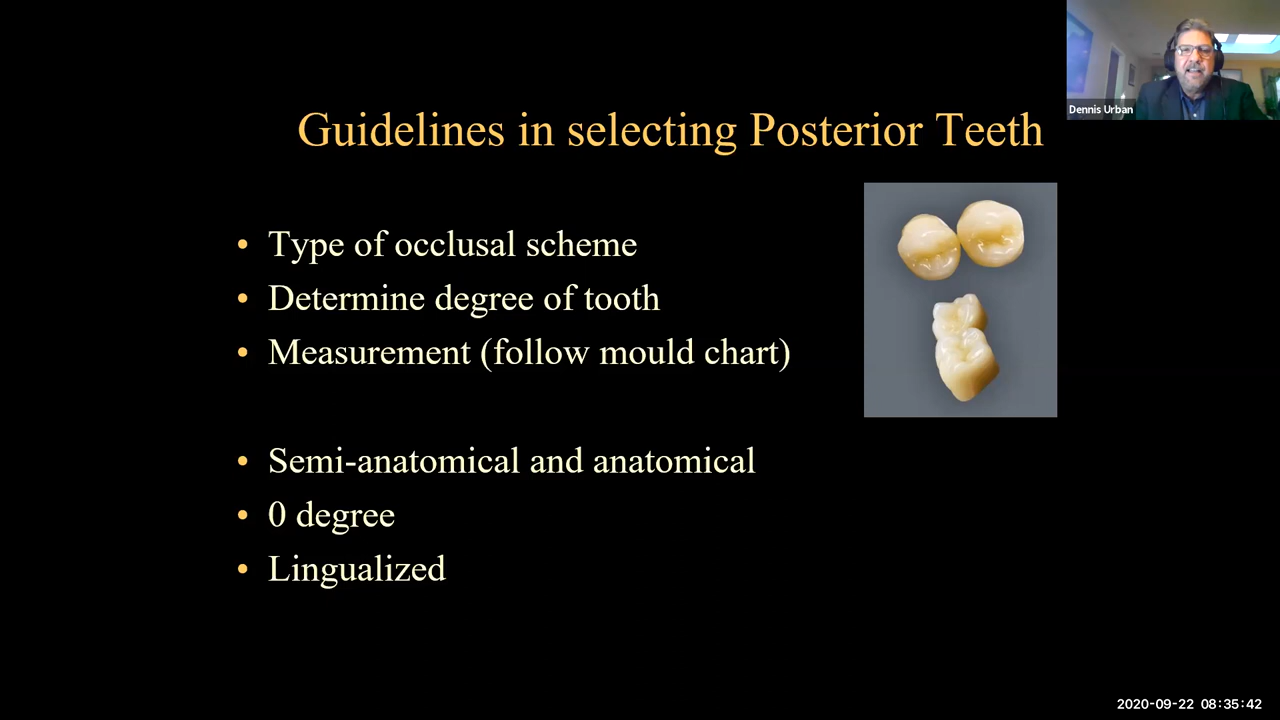 Dennis Urban
Guidelines in selecting Posterior Teeth
• Type of occlusal scheme
• Determine degree of tooth
• Measurement (follow mould chart)
• Semi-anatomical and anatomical
• 0 degree
• Lingualized
2020-09-22 08:35:42